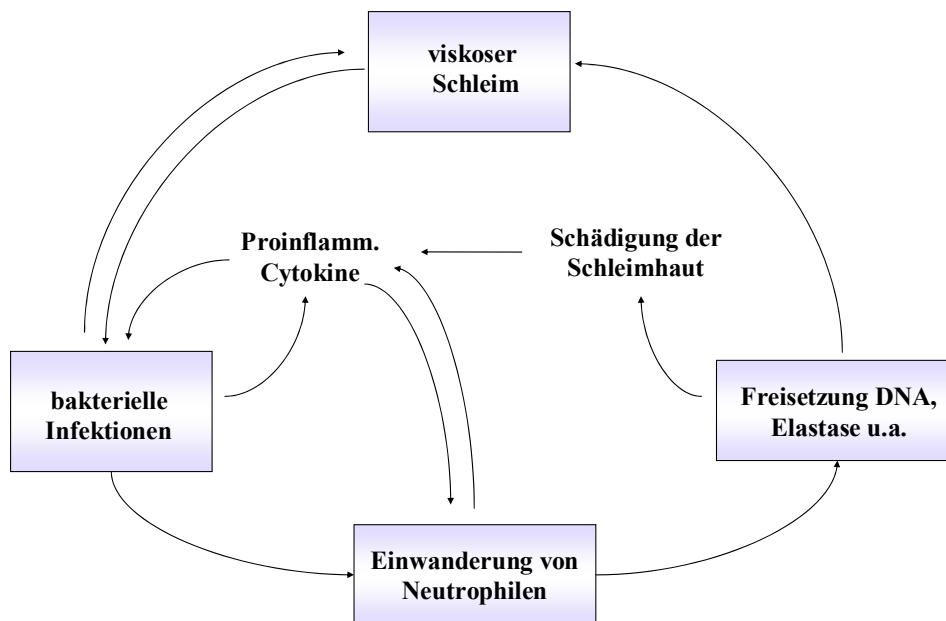 viskoser
Schleim
Proinflamm.
Cytokine
Schädigung der
Schleimhaut
bakterielle
Infektionen
Freisetzung DNA,
Elastase u.a.
Einwanderung von
Neutrophilen